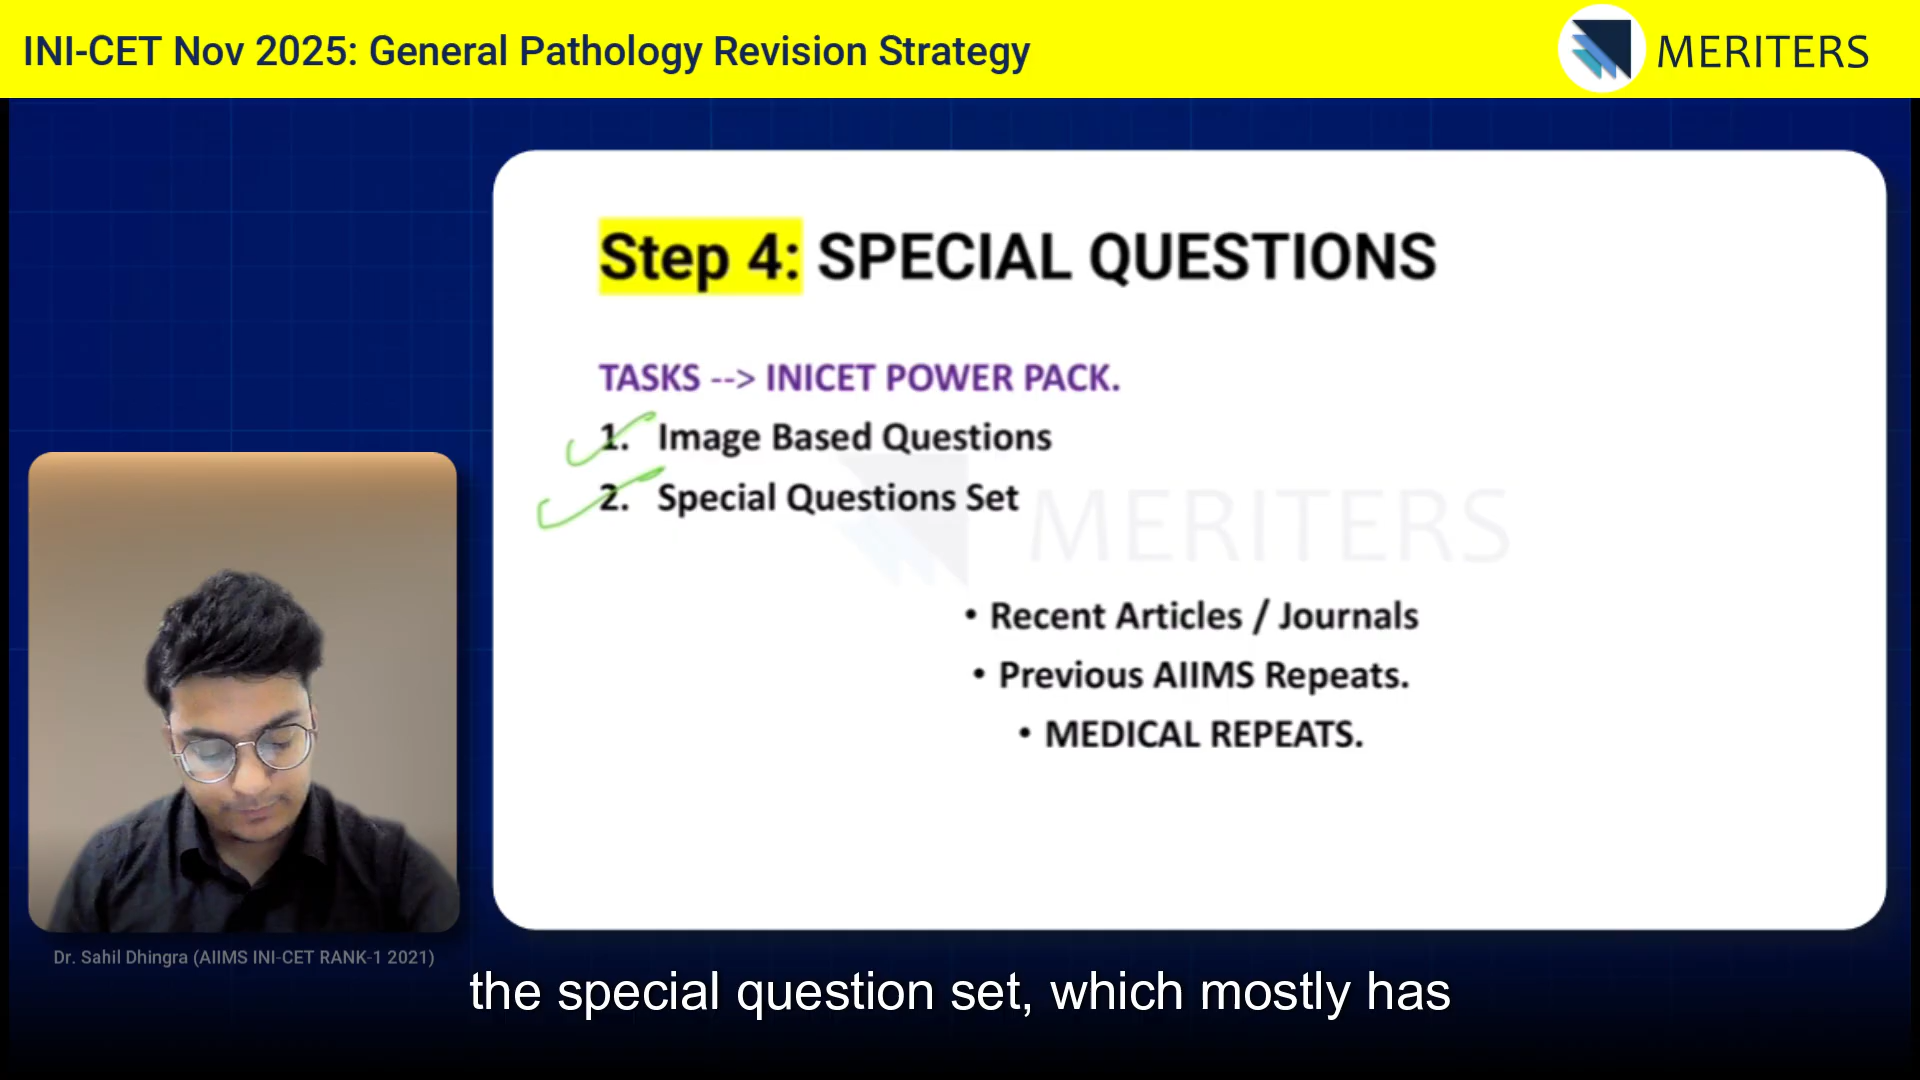 INI-CET Nov 2025: General Pathology Revision Strategy
MERITERS
Step 4: SPECIAL QUESTIONS
TASKS --> INICET POWER PACK.
1. Image Based Questions
2. Special Questions Set
MERITERS
• Recent Articles / Journals
• Previous AIIMS Repeats.
• MEDICAL REPEATS.
Dr. Sahil Dhingra (AIIMS INI-CET RANK-1 2021)
the special question set, which mostly has